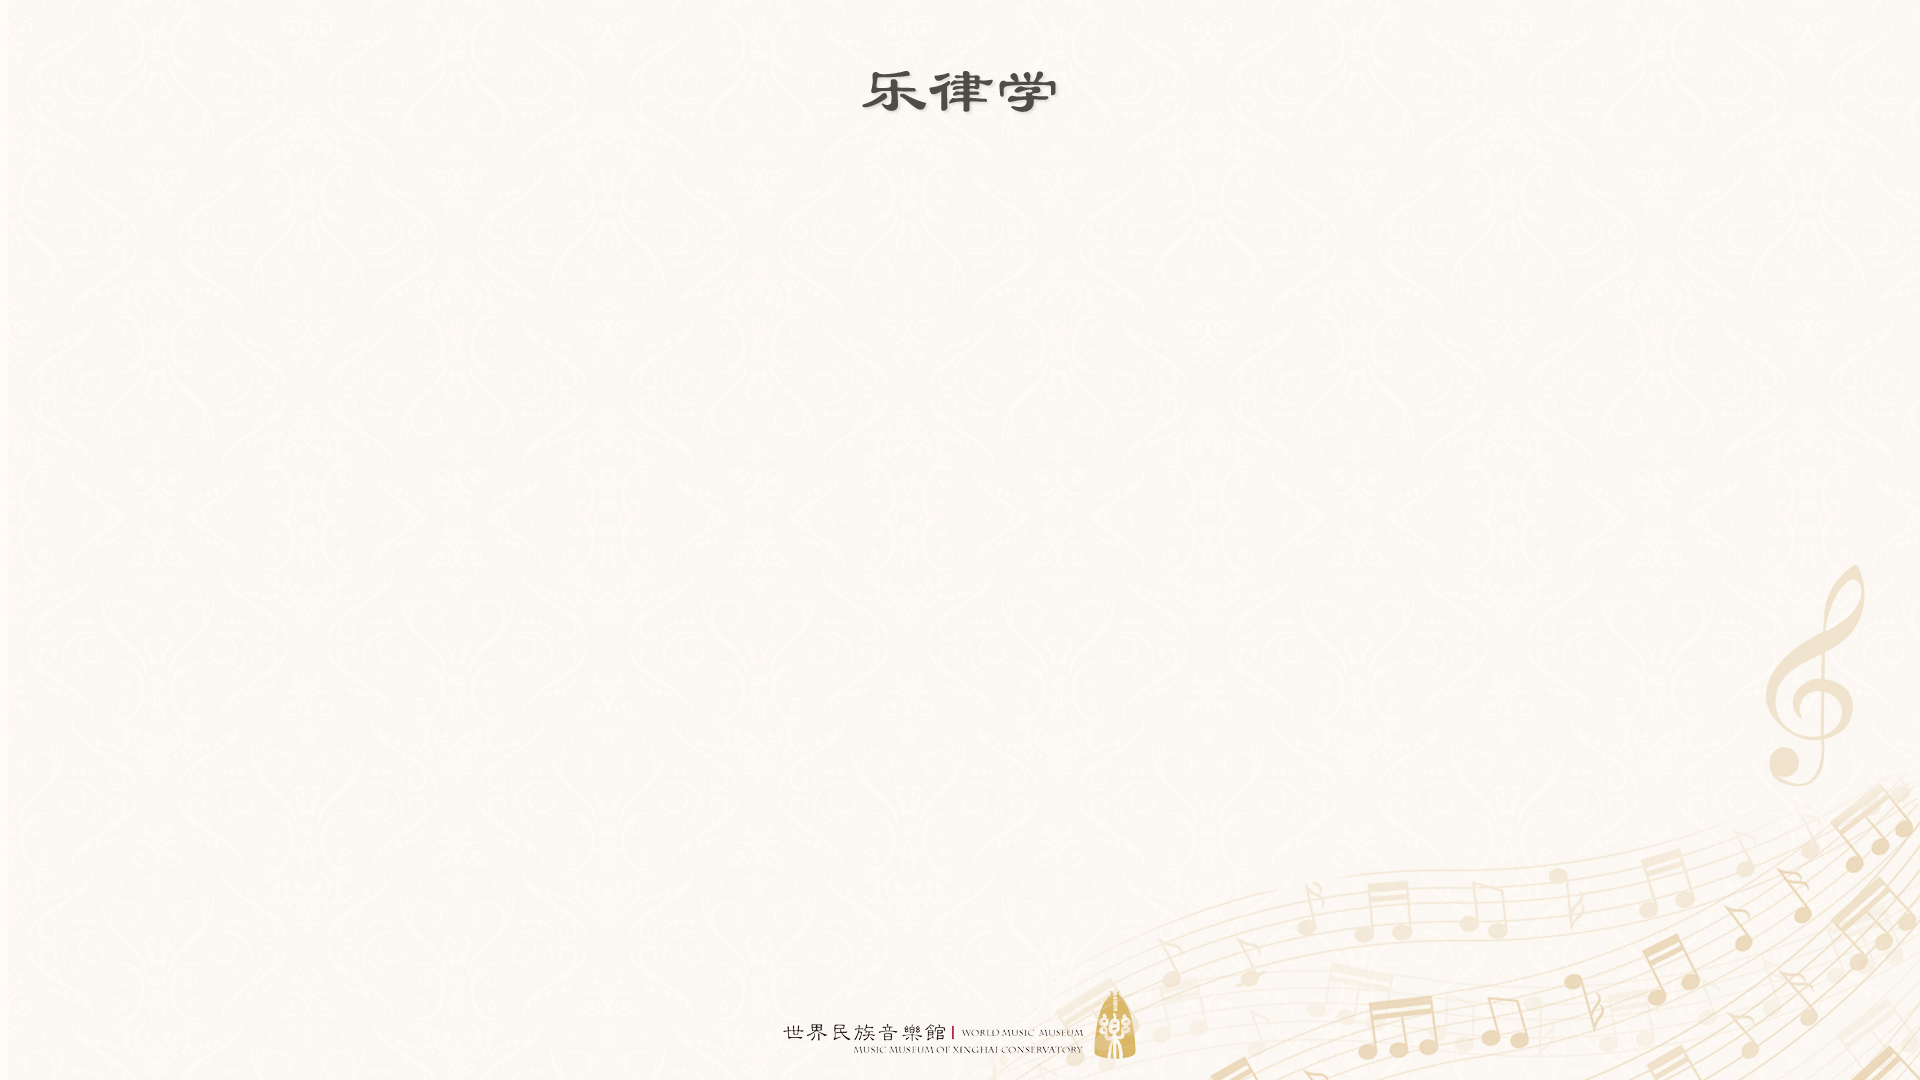 乐律学
世界民族音樂館 WORLD MUSIC MUSEUM
MUSIC MUSEUM OF XINGHAI CONSERVATORY